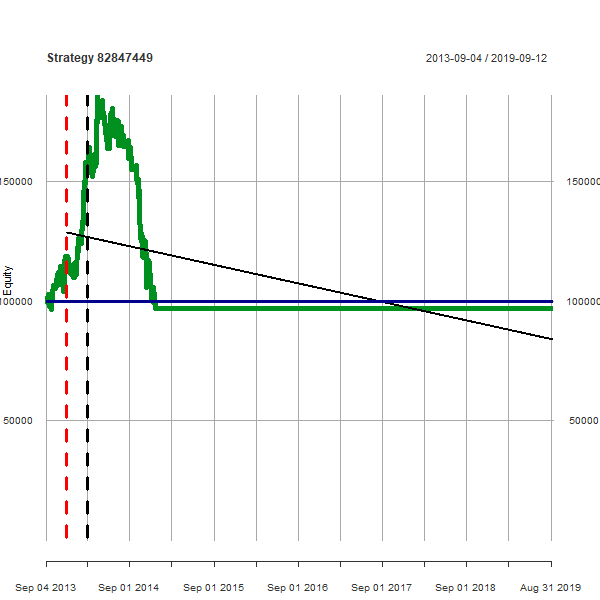 Strategy 82847449
2013-09-04 / 2019-09-12
150000
150000
Equity
100000
100000
50000
50000
Sep 04 2013
Sep 01 2014
Sep 01 2015
Sep 01 2016
Sep 01 2017
Sep 01 2018
Aug 31 2019